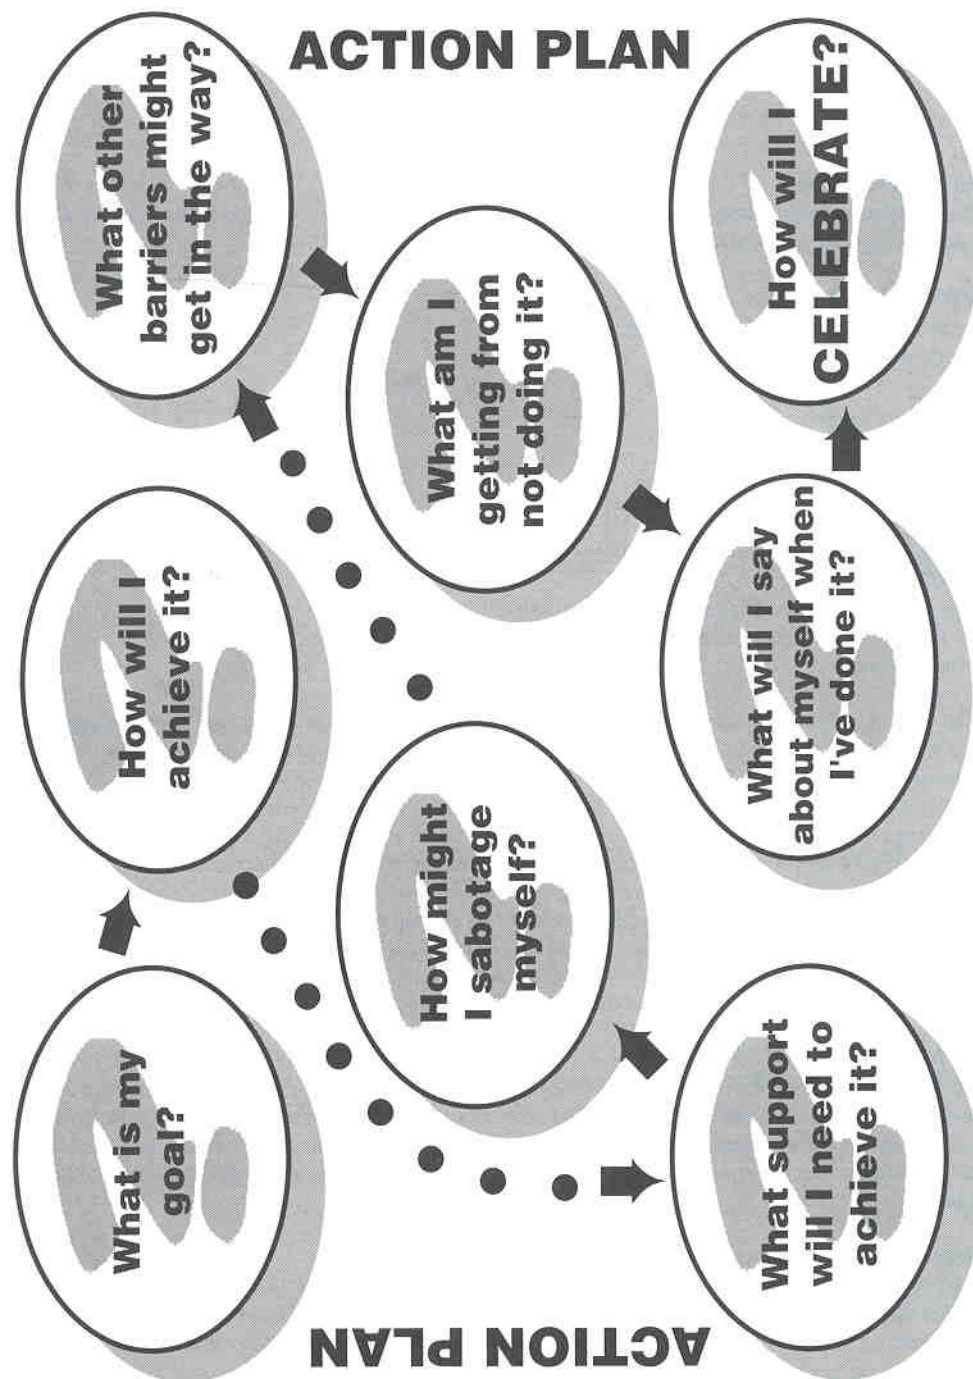 ACTION PLAN
What is my
goal?
How will I
achieve it?
What support
will I need to
achieve it?
How might
I sabotage
myself?
What other
barriers might
get in the way?
What am I
getting from
not doing it?
What will I say
about myself when
I've done it?
How will I
CELEBRATE?
ACTION PLAN